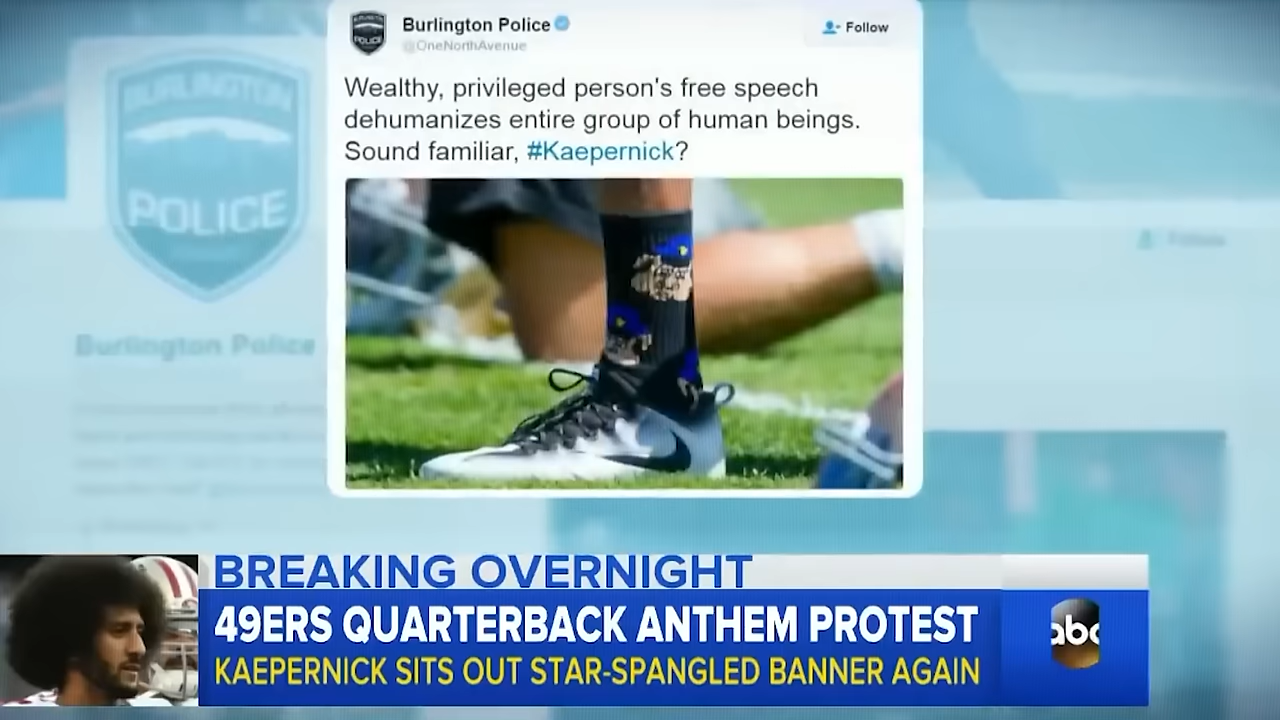 Burlington Police
@OneNorthAvenue
Follow
Wealthy, privileged person's free speech
dehumanizes entire group of human beings.
Sound familiar, #Kaepernick?
BURLINGTON
POLICE
Burlington Police
Follow
BREAKING OVERNIGHT
49ERS QUARTERBACK ANTHEM PROTEST
KAEPERNICK SITS OUT STAR-SPANGLED BANNER AGAIN
abc